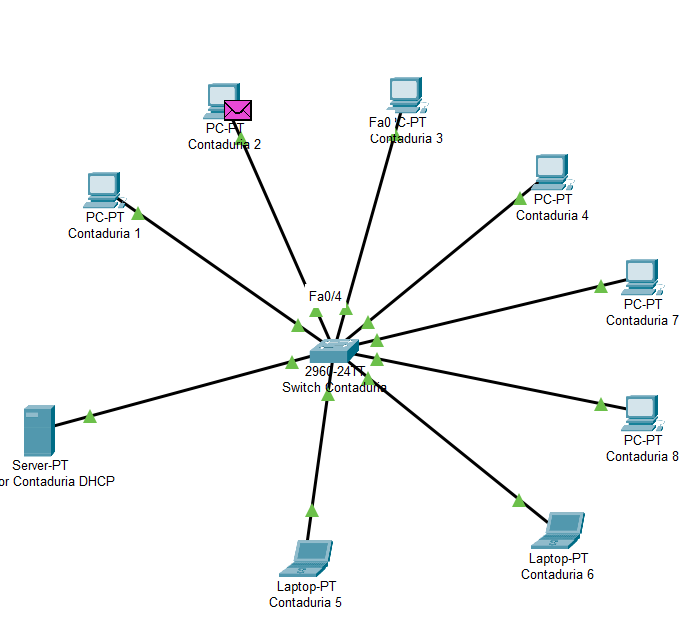 PC-PT
Contaduria 2
Fa0
C-PT
Contaduria 3
PC-PT
Contaduria 4
PC-PT
Contaduria 1
Fa0/4
PC-PT
Contaduria 7
2960-24TT
Switch Contaduria
PC-PT
Contaduria 8
Server-PT
or Contaduria DHCP
Laptop-PT
Contaduria 6
Laptop-PT
Contaduria 5